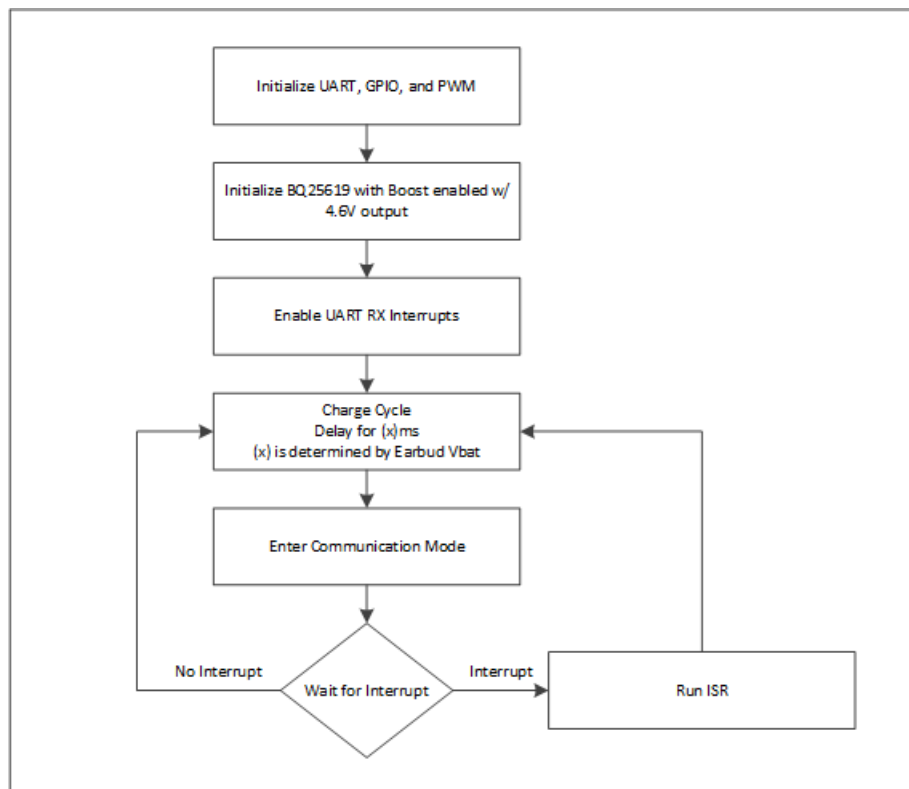 Initialize UART, GPIO, and PWM
Initialize BQ25619 with Boost enabled w/
4.6V output
Enable UART RX Interrupts
Charge Cycle
Delay for (x)ms
(x) is determined by Earbud Vbat
Enter Communication Mode
No Interrupt
Wait for Interrupt
Interrupt
Run ISR